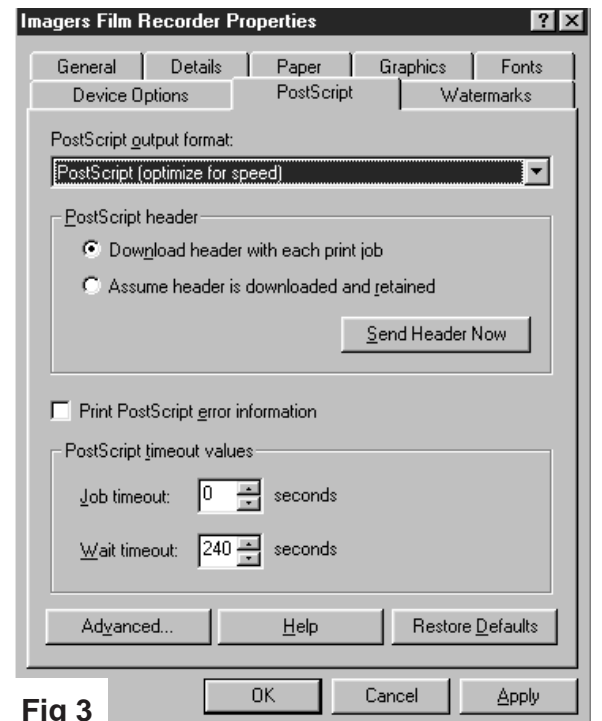 Imagers Film Recorder Properties ? X
General Details Paper Graphics Fonts
Device Options PostScript Watermarks
PostScript output format:
PostScript (optimize for speed)
PostScript header
Download header with each print job
Assume header is downloaded and retained
Send Header Now
Print PostScript error information
PostScript timeout values
Job timeout: 0 seconds
Wait timeout: 240 seconds
Advanced... Help Restore Defaults
OK Cancel Apply
Fig 3